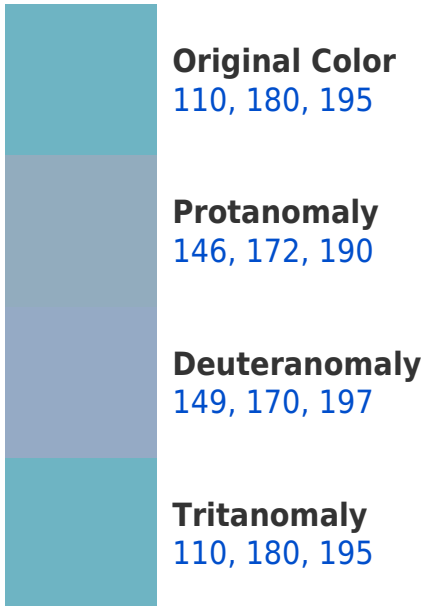 Original Color
110, 180, 195
Protanomaly
146, 172, 190
Deuteranomaly
149, 170, 197
Tritanomaly
110, 180, 195